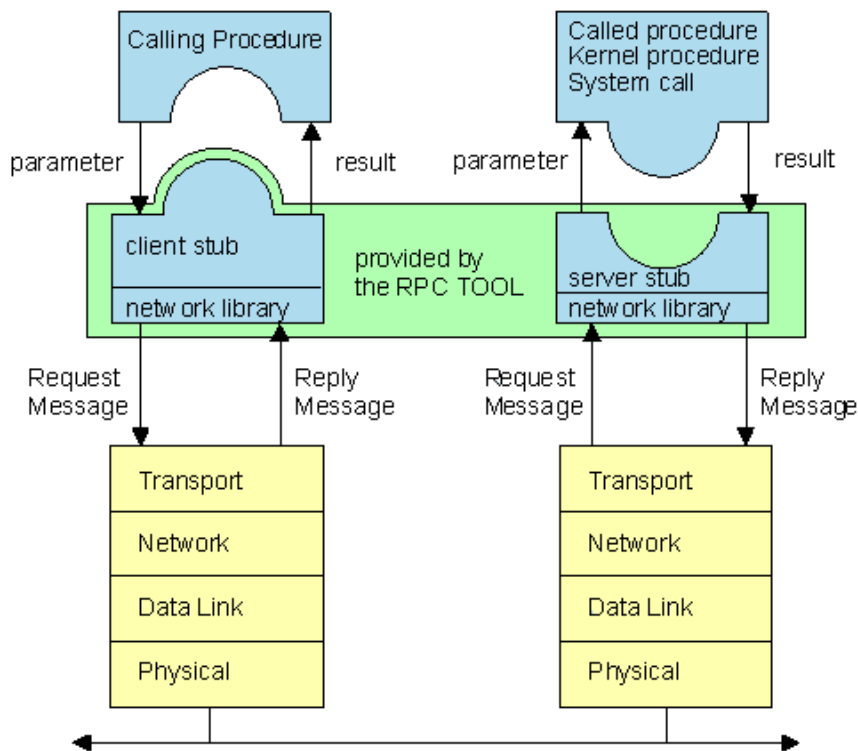 Calling Procedure
Called procedure
Kernel procedure
System call
parameter
result
parameter
result
client stub
network library
provided by
the RPC TOOL
server stub
network library
Request
Message
Reply
Message
Request
Message
Reply
Message
Transport
Network
Data Link
Physical
Transport
Network
Data Link
Physical